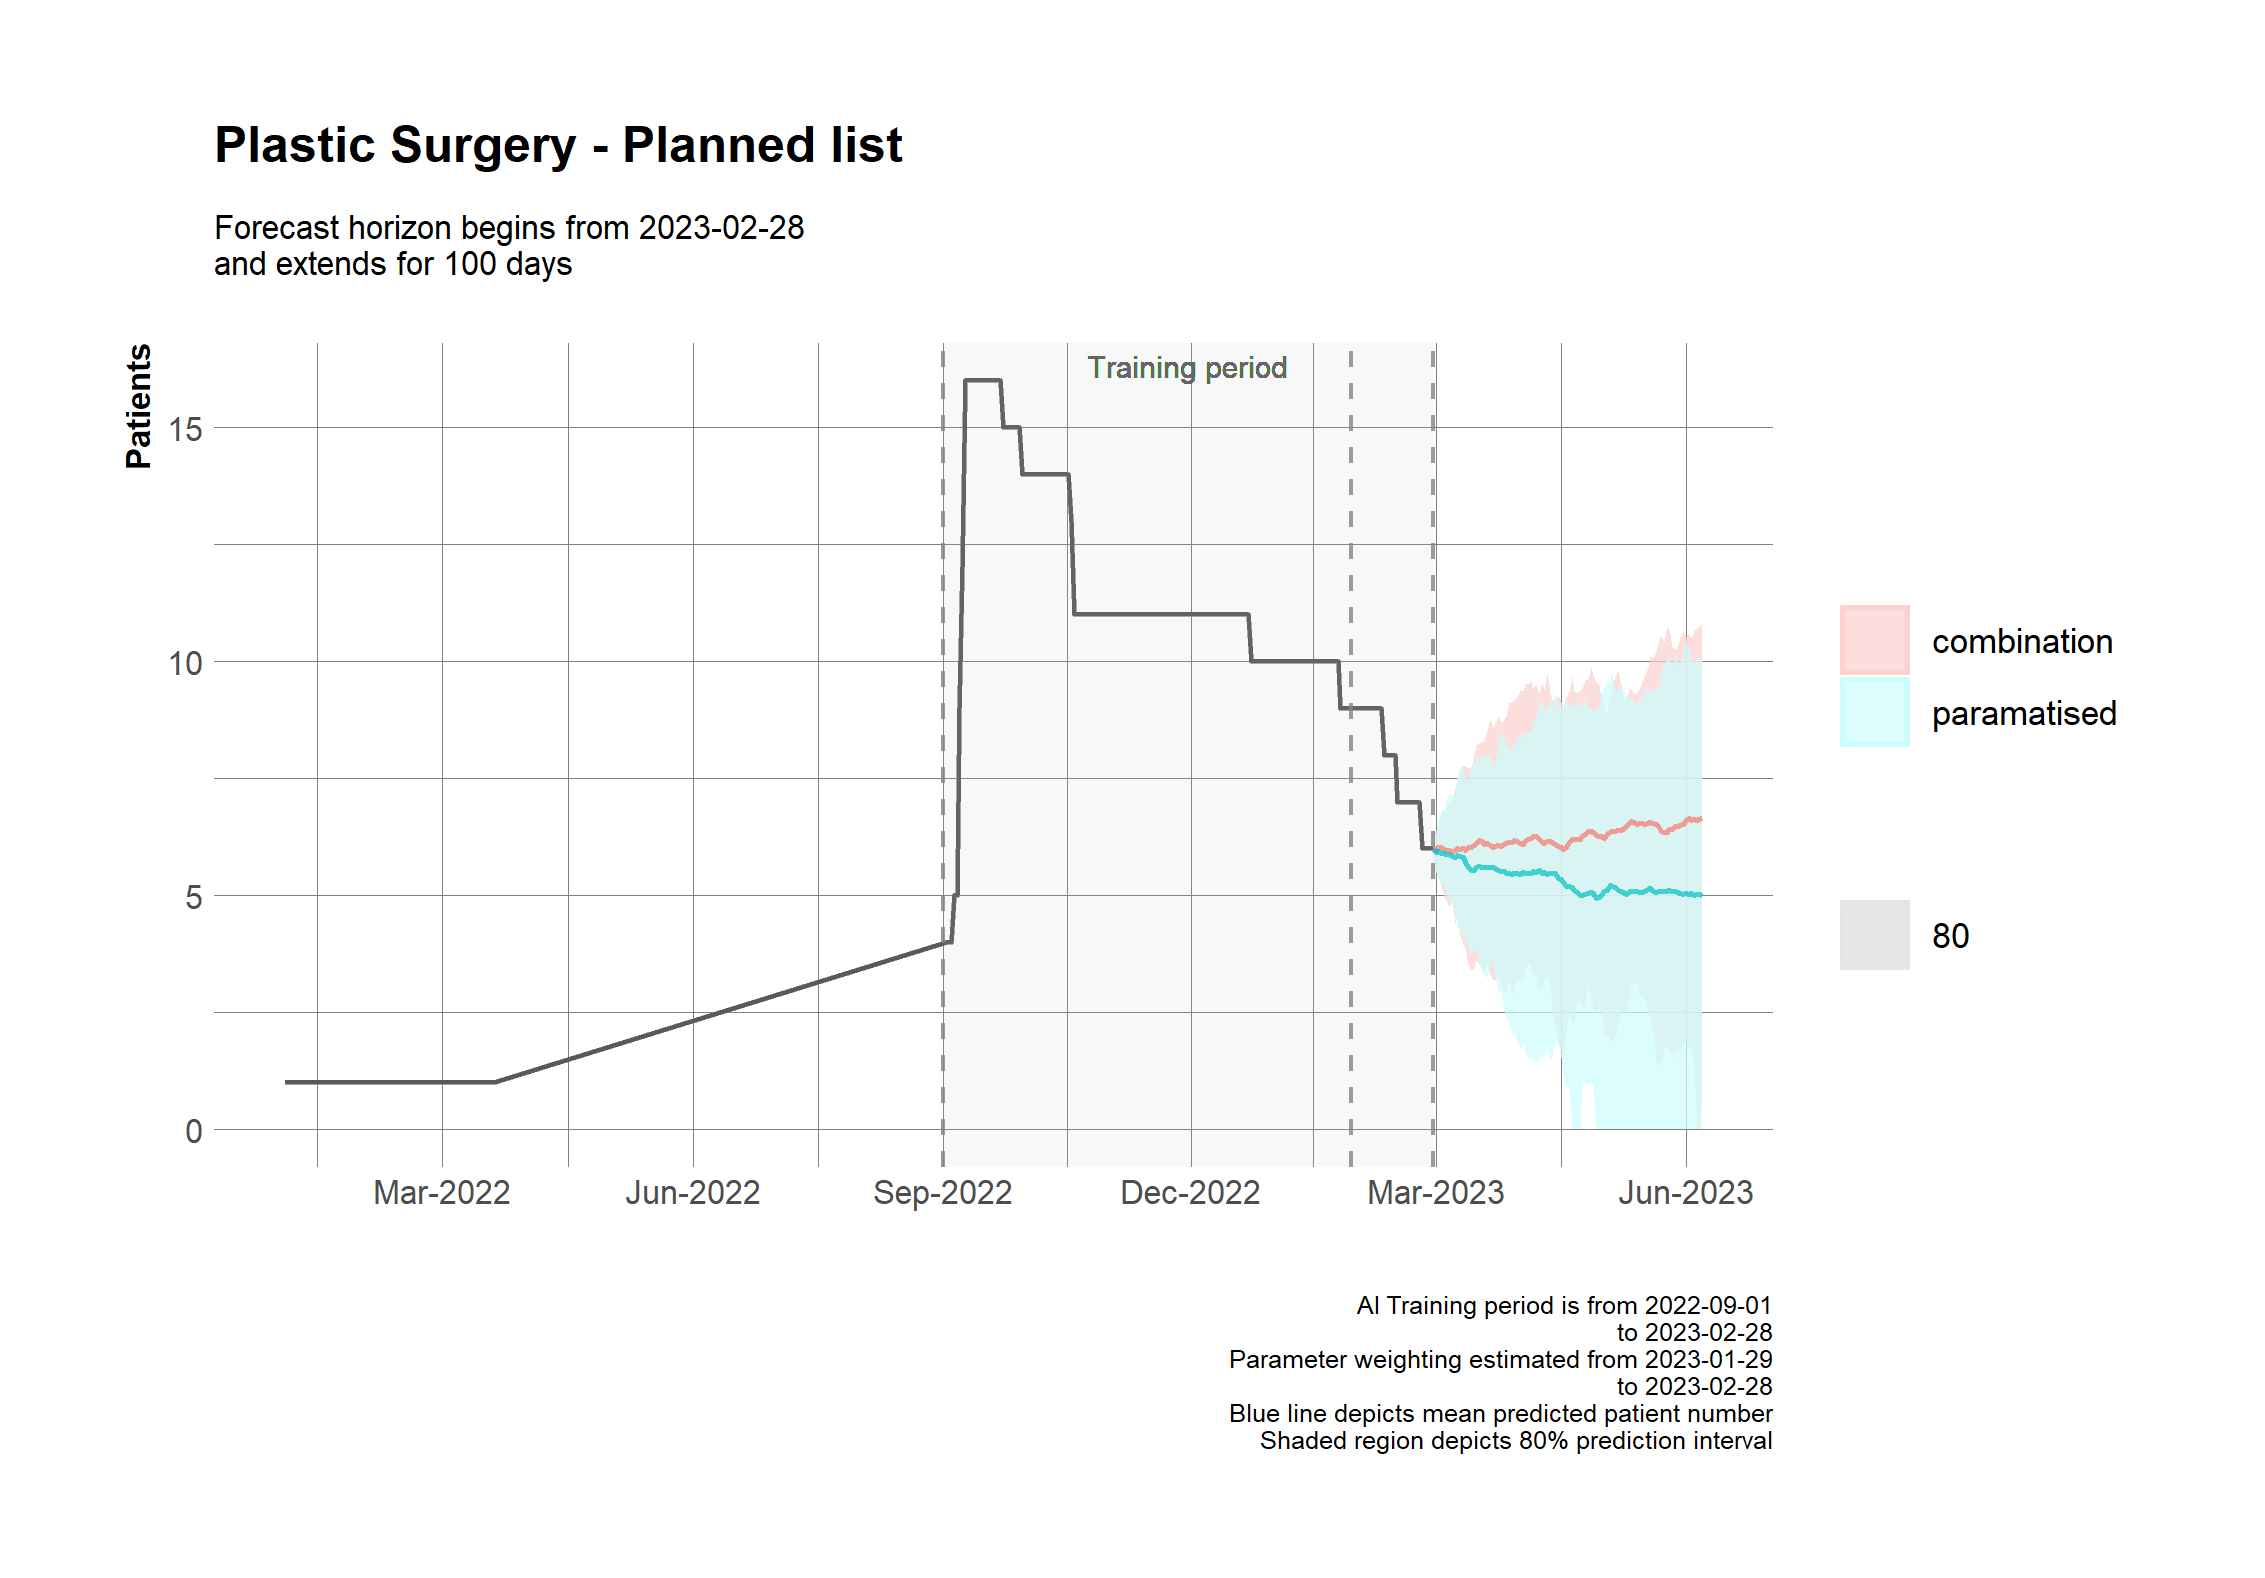 Plastic Surgery - Planned list
Forecast horizon begins from 2023-02-28
and extends for 100 days
Patients
Training period
15
10
5
0
Mar-2022
Jun-2022
Sep-2022
Dec-2022
Mar-2023
Jun-2023
combination
paramatised
80
AI Training period is from 2022-09-01
to 2023-02-28
Parameter weighting estimated from 2023-01-29
to 2023-02-28
Blue line depicts mean predicted patient number
Shaded region depicts 80% prediction interval